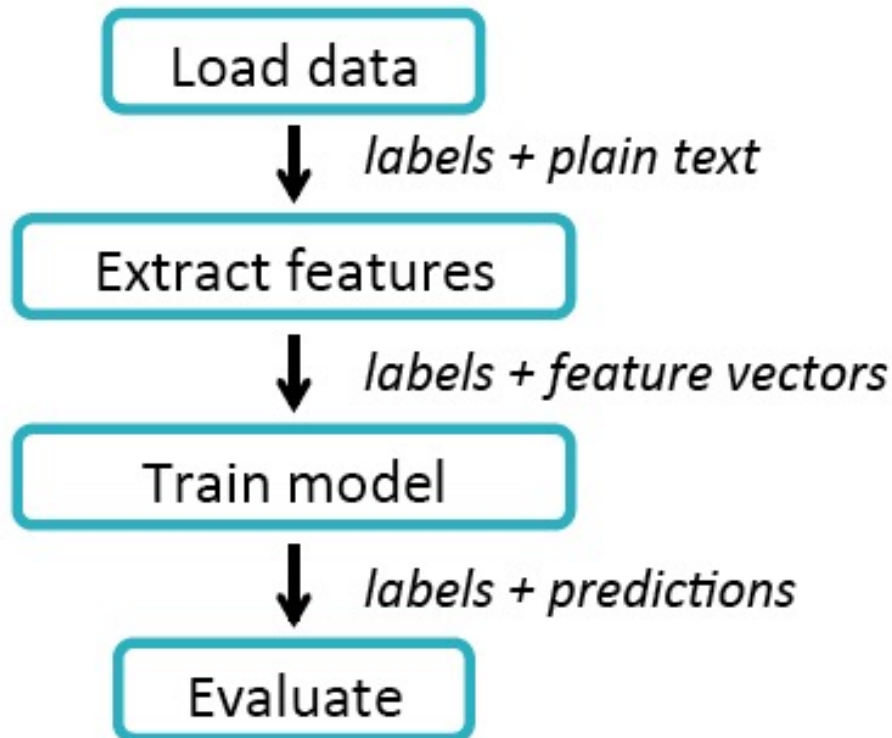 Load data
labels + plain text
Extract features
labels + feature vectors
Train model
labels + predictions
Evaluate